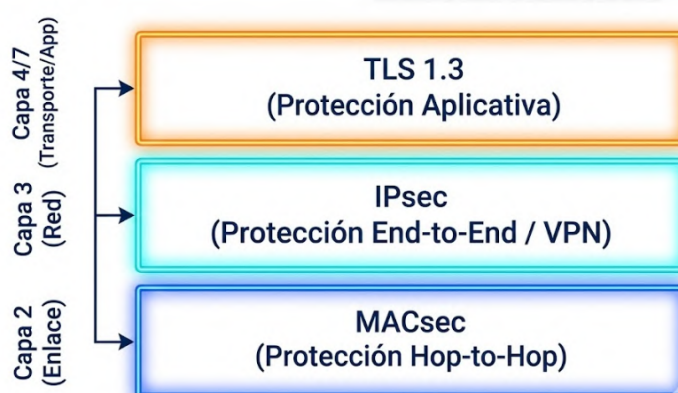 Capa 4/7
(Transporte/App)
TLS 1.3
(Protección Aplicativa)
Capa 3
(Red)
IPsec
(Protección End-to-End / VPN)
Capa 2
(Enlace)
MACsec
(Protección Hop-to-Hop)